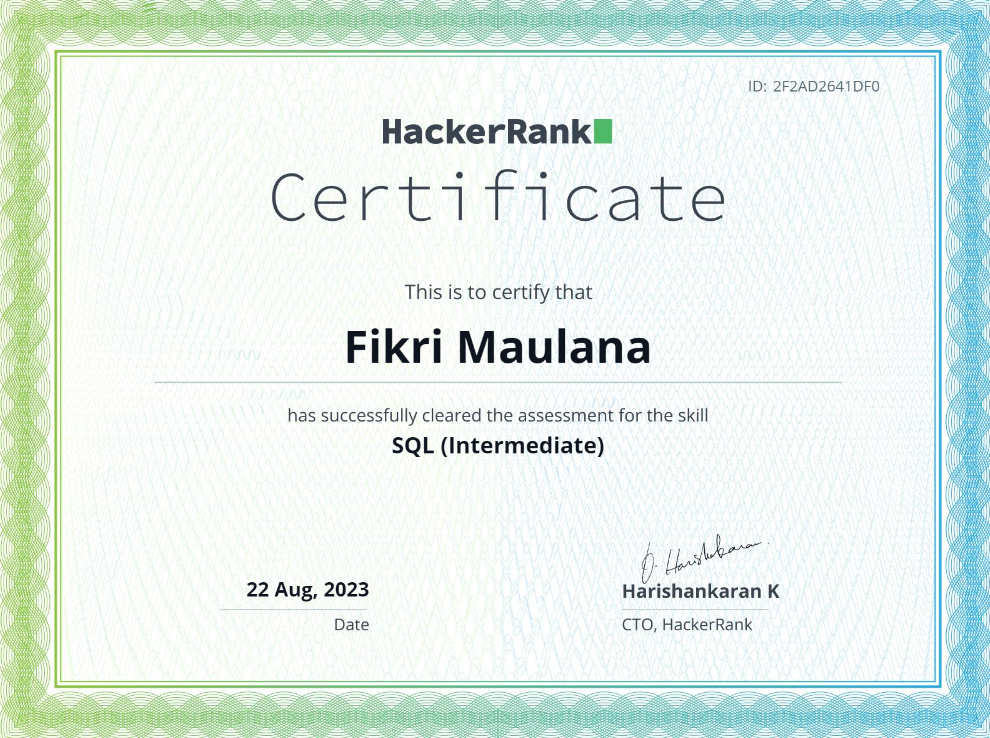 ID: 2F2AD2641DF0
HackerRank
Certificate
This is to certify that
Fikri Maulana
has successfully cleared the assessment for the skill
SQL (Intermediate)
22 Aug, 2023
Date
Harishankaran K
CTO, HackerRank